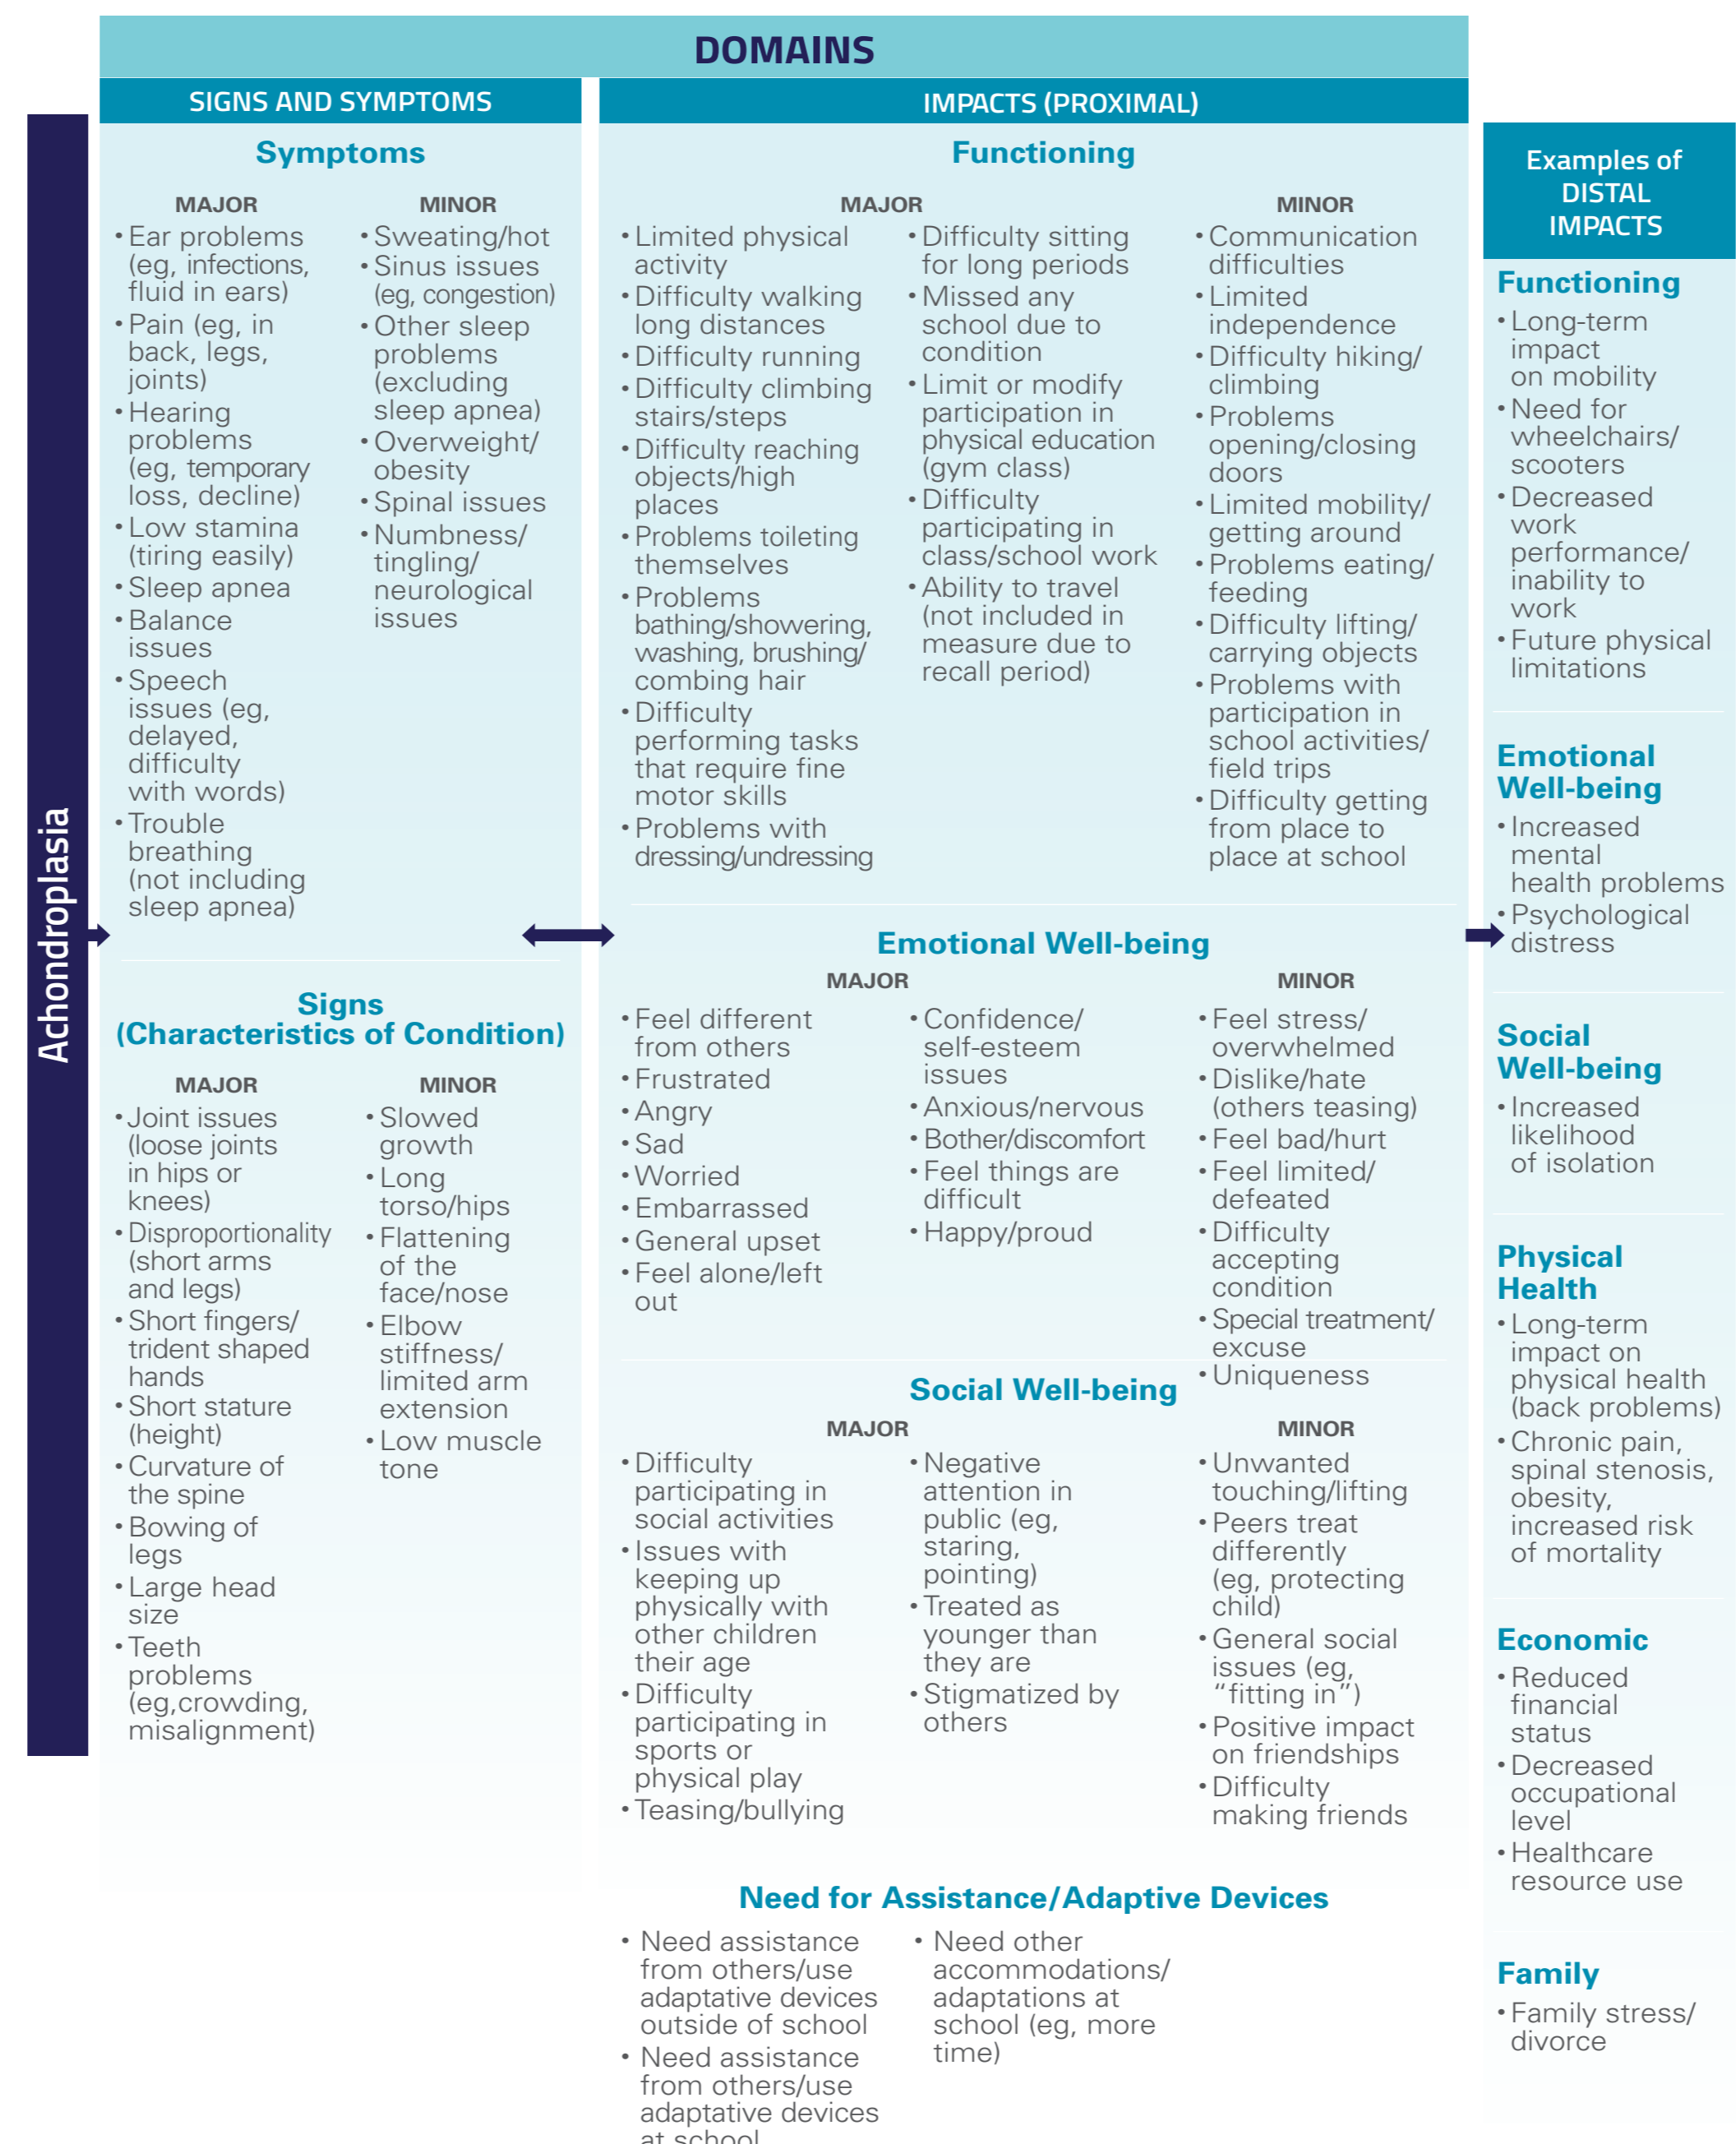 DOMAINS
Achondroplasia
SIGNS AND SYMPTOMS
Symptoms
MAJOR
• Ear problems
(eg, infections,
fluid in ears)
• Pain (eg, in
back, legs,
joints)
• Hearing
problems
(eg, temporary
loss, decline)
• Low stamina
(tiring easily)
• Sleep apnea
• Balance
issues
• Speech
issues (eg,
delayed,
difficulty
with words)
• Trouble
breathing
(not including
sleep apnea)
MINOR
• Sweating/hot
• Sinus issues
(eg, congestion)
• Other sleep
problems
(excluding
sleep apnea)
• Overweight/
obesity
• Spinal issues
• Numbness/
tingling/
neurological
issues
Signs
(Characteristics of Condition)
MAJOR
• Joint issues
(loose joints
in hips or
knees)
• Disproportionality
(short arms
and legs)
• Short fingers/
trident shaped
hands
• Short stature
(height)
• Curvature of
the spine
• Bowing of
legs
• Large head
size
• Teeth
problems
(eg,crowding,
misalignment)
MINOR
• Slowed
growth
• Long
torso/hips
• Flattening
of the
face/nose
• Elbow
stiffness/
limited arm
extension
• Low muscle
tone
IMPACTS (PROXIMAL)
Functioning
MAJOR
• Limited physical
activity
• Difficulty walking
long distances
• Difficulty running
• Difficulty climbing
stairs/steps
• Difficulty reaching
objects/high
places
• Problems toileting
themselves
• Problems
bathing/showering,
washing, brushing/
combing hair
• Difficulty
performing tasks
that require fine
motor skills
• Problems with
dressing/undressing
• Difficulty sitting
for long periods
• Missed any
school due to
condition
• Limit or modify
participation in
physical education
(gym class)
• Difficulty
participating in
class/school work
• Ability to travel
(not included in
measure due to
recall period)
MINOR
• Communication
difficulties
• Limited
independence
• Difficulty hiking/
climbing
• Problems
opening/closing
doors
• Limited mobility/
getting around
• Problems eating/
feeding
• Difficulty lifting/
carrying objects
• Problems with
participation in
school activities/
field trips
• Difficulty getting
from place to
place at school
Emotional Well-being
MAJOR
• Feel different
from others
• Frustrated
• Angry
• Sad
• Worried
• Embarrassed
• General upset
• Feel alone/left
out
• Confidence/
self-esteem
issues
• Anxious/nervous
• Bother/discomfort
• Feel things are
difficult
• Happy/proud
MINOR
• Feel stress/
overwhelmed
• Dislike/hate
(others teasing)
• Feel bad/hurt
• Feel limited/
defeated
• Difficulty
accepting
condition
• Special treatment/
excuse
• Uniqueness
Social Well-being
MAJOR
• Difficulty
participating in
social activities
• Issues with
keeping up
physically with
other children
their age
• Difficulty
participating in
sports or
physical play
• Teasing/bullying
• Negative
attention in
public (eg,
staring,
pointing)
• Treated as
younger than
they are
• Stigmatized by
others
MINOR
• Unwanted
touching/lifting
• Peers treat
differently
(eg, protecting
child)
• General social
issues (eg,
“fitting in”)
• Positive impact
on friendships
• Difficulty
making friends
Need for Assistance/Adaptive Devices
• Need assistance
from others/use
adaptative devices
outside of school
• Need assistance
from others/use
adaptative devices
at school
• Need other
accommodations/
adaptations at
school (eg, more
time)
Examples of
DISTAL
IMPACTS
Functioning
• Long-term
impact
on mobility
• Need for
wheelchairs/
scooters
• Decreased
work
performance/
inability to
work
• Future physical
limitations
Emotional
Well-being
• Increased
mental
health problems
• Psychological
distress
Social
Well-being
• Increased
likelihood
of isolation
Physical
Health
• Long-term
impact on
physical health
(back problems)
• Chronic pain,
spinal stenosis,
obesity,
increased risk
of mortality
Economic
• Reduced
financial
status
• Decreased
occupational
level
• Healthcare
resource use
Family
• Family stress/
divorce